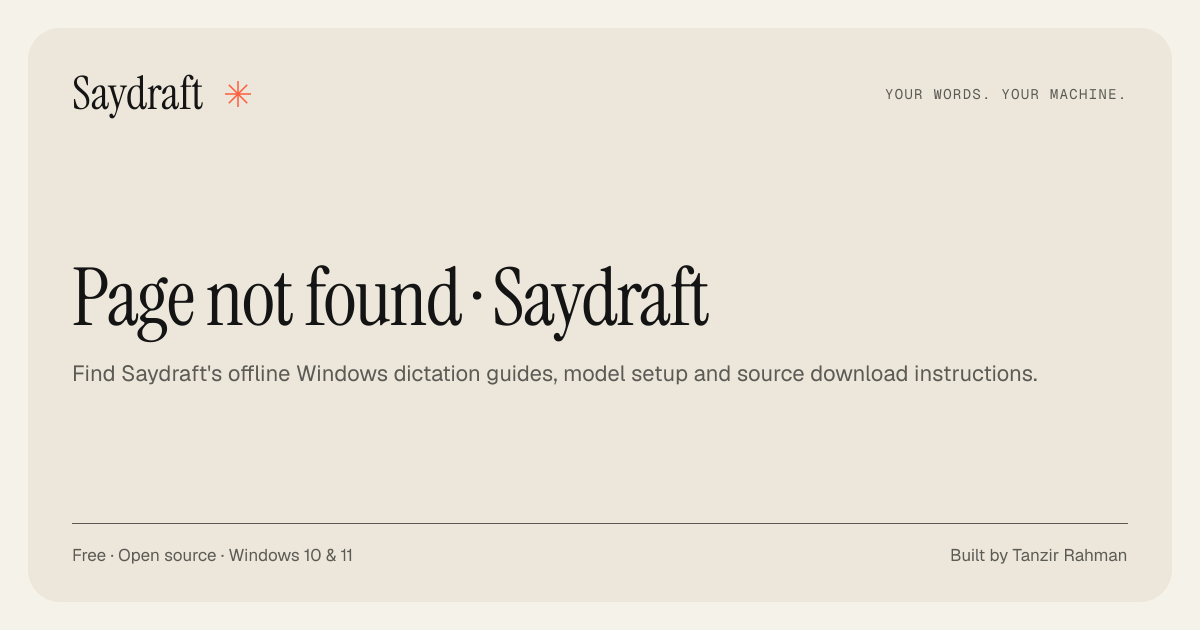 Saydraft
YOUR WORDS. YOUR MACHINE.
Page not found · Saydraft
Find Saydraft's offline Windows dictation guides, model setup and source download instructions.
Free · Open source · Windows 10 & 11
Built by Tanzir Rahman